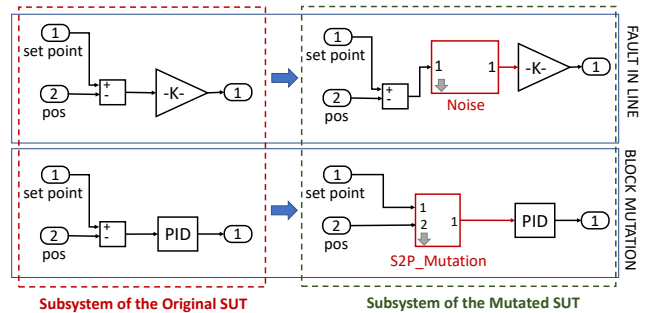 1
set point
2
pos
+
-
-K-
1
1
set point
2
pos
+
-
1
1
Noise
-K-
1
FAULT IN LINE
1
set point
2
pos
+
-
PID
1
1
set point
2
pos
1
2
1
S2P_Mutation
PID
1
BLOCK MUTATION
Subsystem of the Original SUT
Subsystem of the Mutated SUT